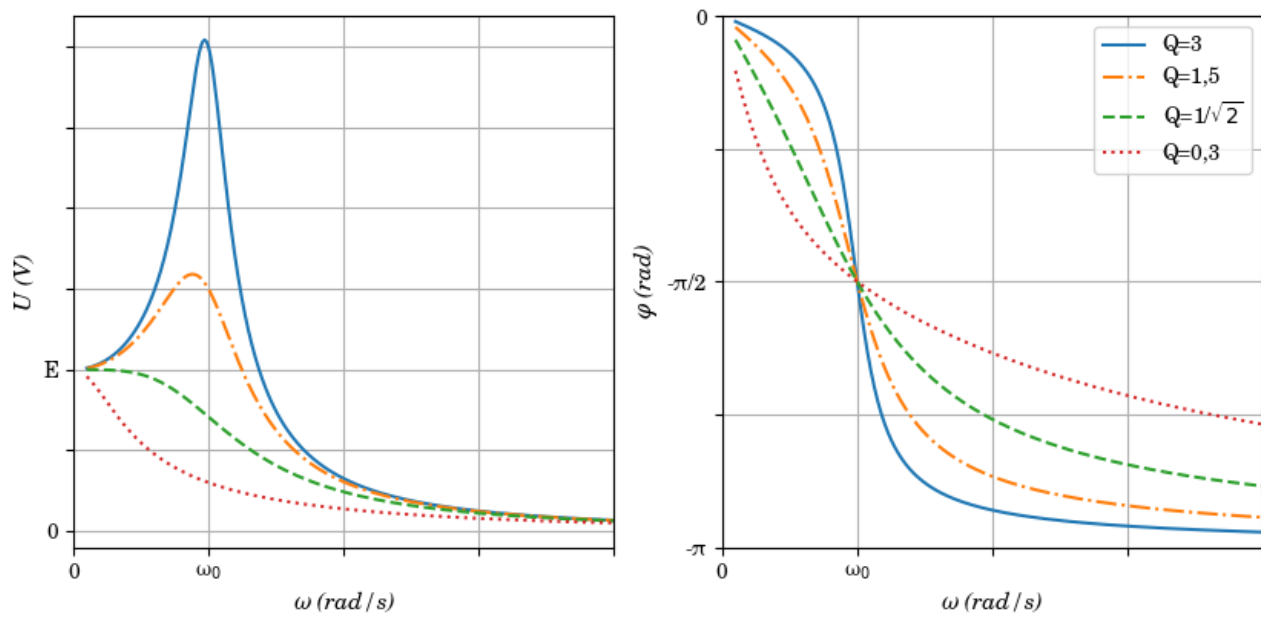 U (V)
E
0
0
ω₀
ω (rad/s)
φ (rad)
0
-π/2
-π
0
ω₀
ω (rad/s)
Q=3
Q=1,5
Q=1/√2
Q=0,3